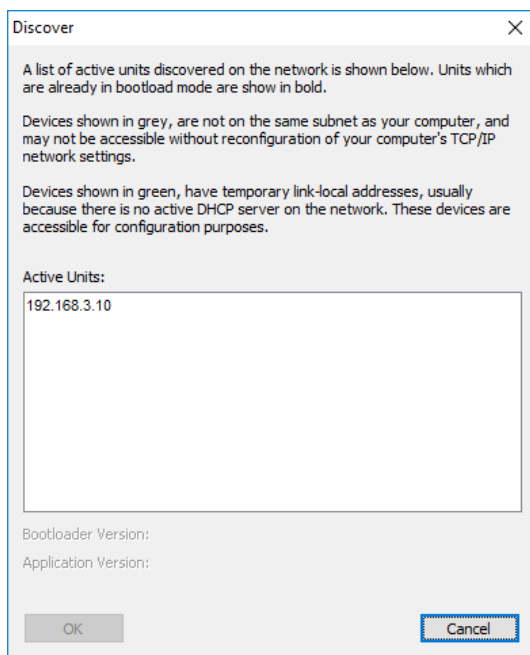 Discover
A list of active units discovered on the network is shown below. Units which
are already in bootload mode are show in bold.
Devices shown in grey, are not on the same subnet as your computer, and
may not be accessible without reconfiguration of your computer's TCP/IP
network settings.
Devices shown in green, have temporary link-local addresses, usually
because there is no active DHCP server on the network. These devices are
accessible for configuration purposes.
Active Units:
192.168.3.10
Bootloader Version:
Application Version:
OK
Cancel